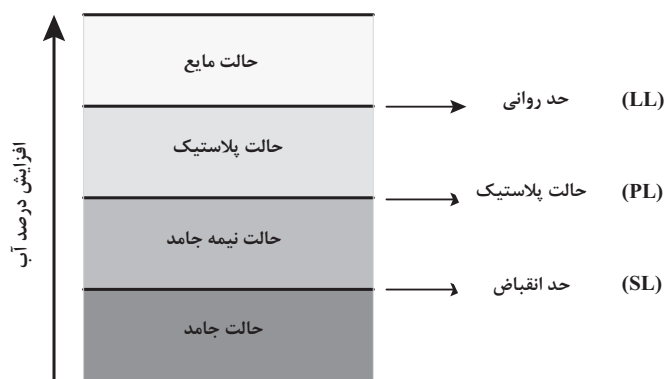 حالت مایع
حد روانی (LL)
حالت پلاستیک
حالت پلاستیک (PL)
حالت نیمه جامد
حد انقباض (SL)
حالت جامد
افزایش درصد آب